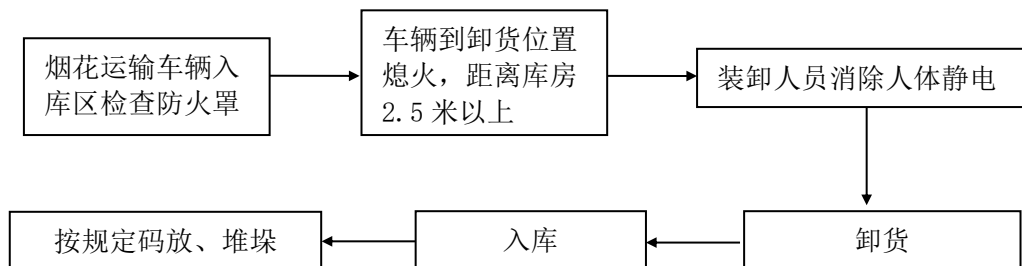 烟花运输车辆入
库区检查防火罩
车辆到卸货位置
熄火，距离库房
2.5 米以上
装卸人员消除人体静电
卸货
入库
按规定码放、堆垛